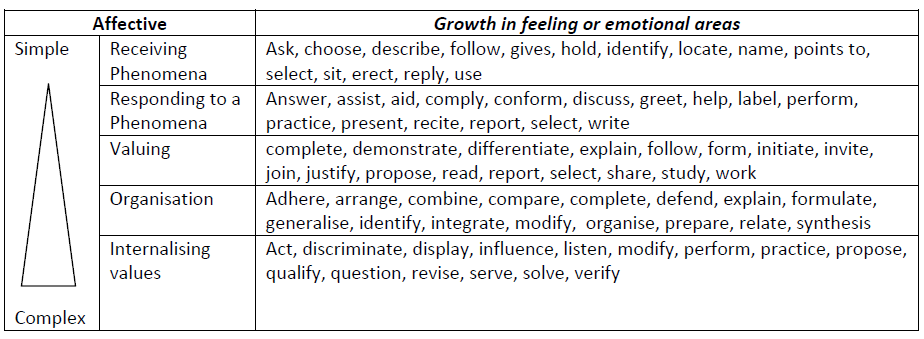 Affective
Growth in feeling or emotional areas
Simple
Receiving
Phenomena
Ask, choose, describe, follow, gives, hold, identify, locate, name, points to,
select, sit, erect, reply, use
Responding to a
Phenomena
Answer, assist, aid, comply, conform, discuss, greet, help, label, perform,
practice, present, recite, report, select, write
Valuing
complete, demonstrate, differentiate, explain, follow, form, initiate, invite,
join, justify, propose, read, report, select, share, study, work
Organisation
Adhere, arrange, combine, compare, complete, defend, explain, formulate,
generalise, identify, integrate, modify,  organise, prepare, relate, synthesis
Internalising
values
Act, discriminate, display, influence, listen, modify, perform, practice, propose,
qualify, question, revise, serve, solve, verify
Complex